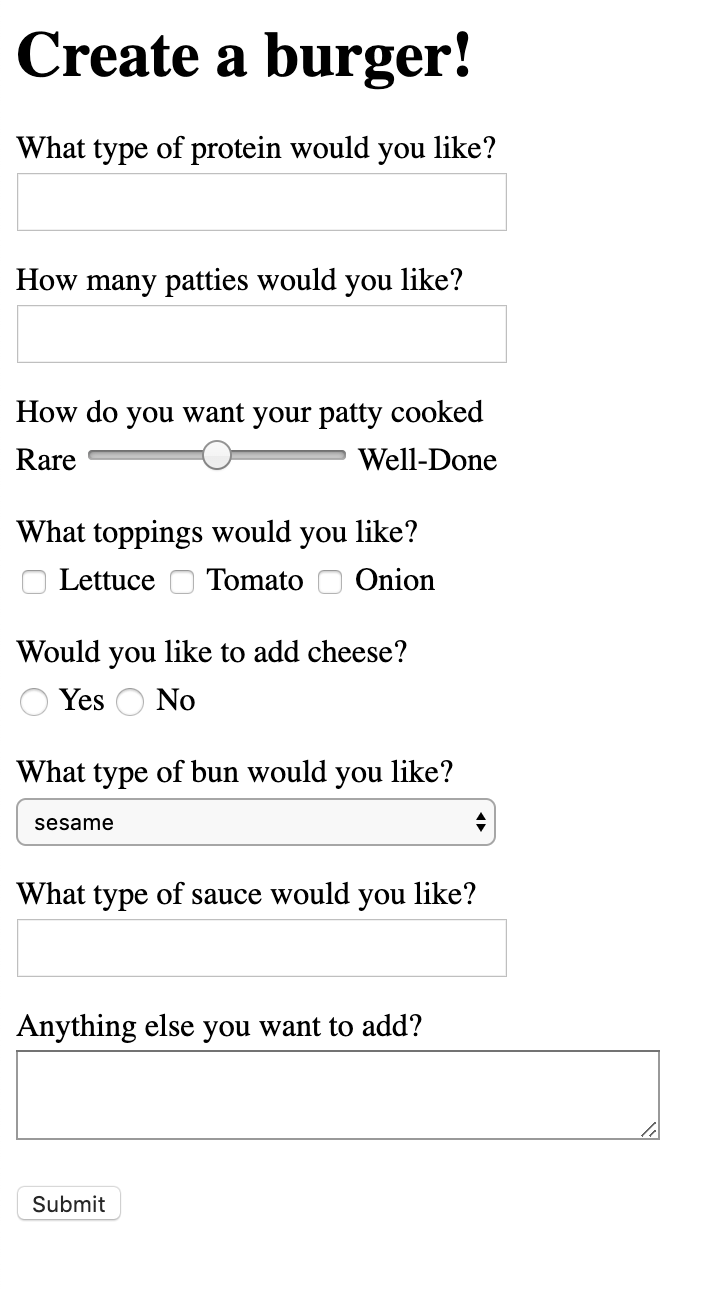 Create a burger!
What type of protein would you like?
How many patties would you like?
How do you want your patty cooked
Rare Well-Done
What toppings would you like?
Lettuce Tomato Onion
Would you like to add cheese?
Yes No
What type of bun would you like?
sesame
What type of sauce would you like?
Anything else you want to add?
Submit